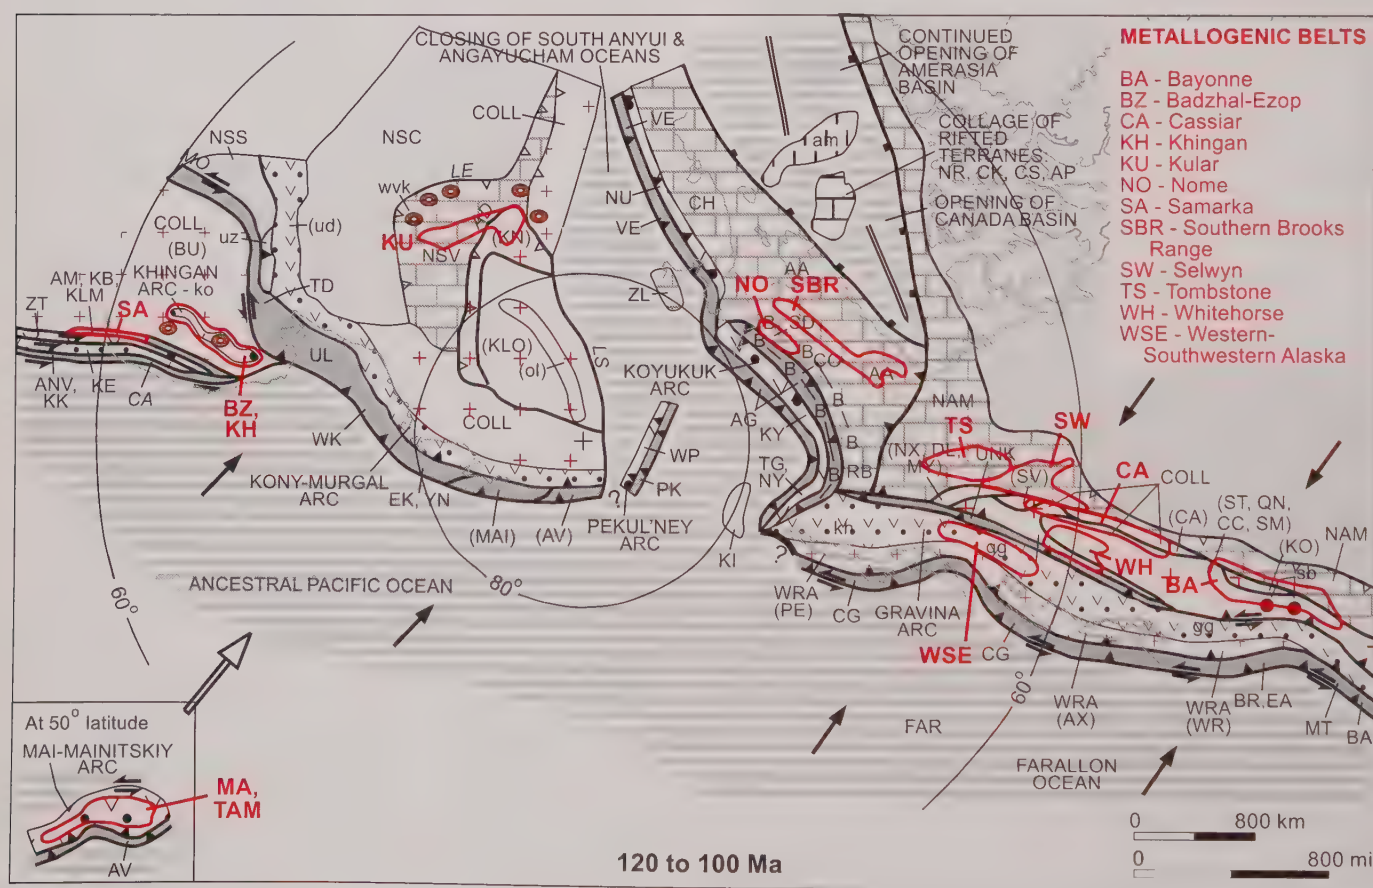 CLOSING OF SOUTH ANYUI &
ANGAYUCHAM OCEANS
CONTINUED
OPENING OF
AMERASIA
BASIN
METALLOGENIC BELTS
BA - Bayonne
BZ - Badzhal-Ezop
CA - Cassiar
KH - Khingan
KU - Kular
NO - Nome
SA - Samarka
SBR - Southern Brooks
Range
SW - Selwyn
TS - Tombstone
WH - Whitehorse
WSE - Western-
Southwestern Alaska
COLLAGE OF
RIFTED
TERRANES
NR, CK, CS, AP
OPENING OF
CANADA BASIN
am
NSS
MO
NSC
COLL
LE
wvk
VE
NU
VE
CH
COLL
(BU)
uz
(ud)
KU
NSV
(KN)
AM, KB,
KLM
KHINGAN
ARC - ko
TD
ZT
SA
ZL
NO
SBR
AA
B
SD
B
B
CO
AA
B
B
B
B
B
RB
UL
(KLO)
(ol)
LS
KOYUKUK
ARC
ANV,
KK
KE
CA
BZ,
KH
WK
COLL
AG
KY
WP
PK
NAM
TS
SW
(NX, DL,
MY)
UNK
(SV)
CA
COLL
KONY-MURGAL
ARC
EK, YN
(MAI)
(AV)
?
PEKUL'NEY
ARC
TG
NY
KI
?
kh
gg
(CA)
(ST, QN,
CC, SM)
(KO)
NAM
sb
WH
BA
gg
ANCESTRAL PACIFIC OCEAN
60°
80°
WRA
(PE)
CG
GRAVINA
ARC
WSE
CG
60°
WRA
(AX)
WRA
(WR)
BR,EA
MT
BA
FAR
FARALLON
OCEAN
At 50° latitude
MAI-MAINITSKIY
ARC
MA,
TAM
AV
120 to 100 Ma
0 800 km
0 800 mi